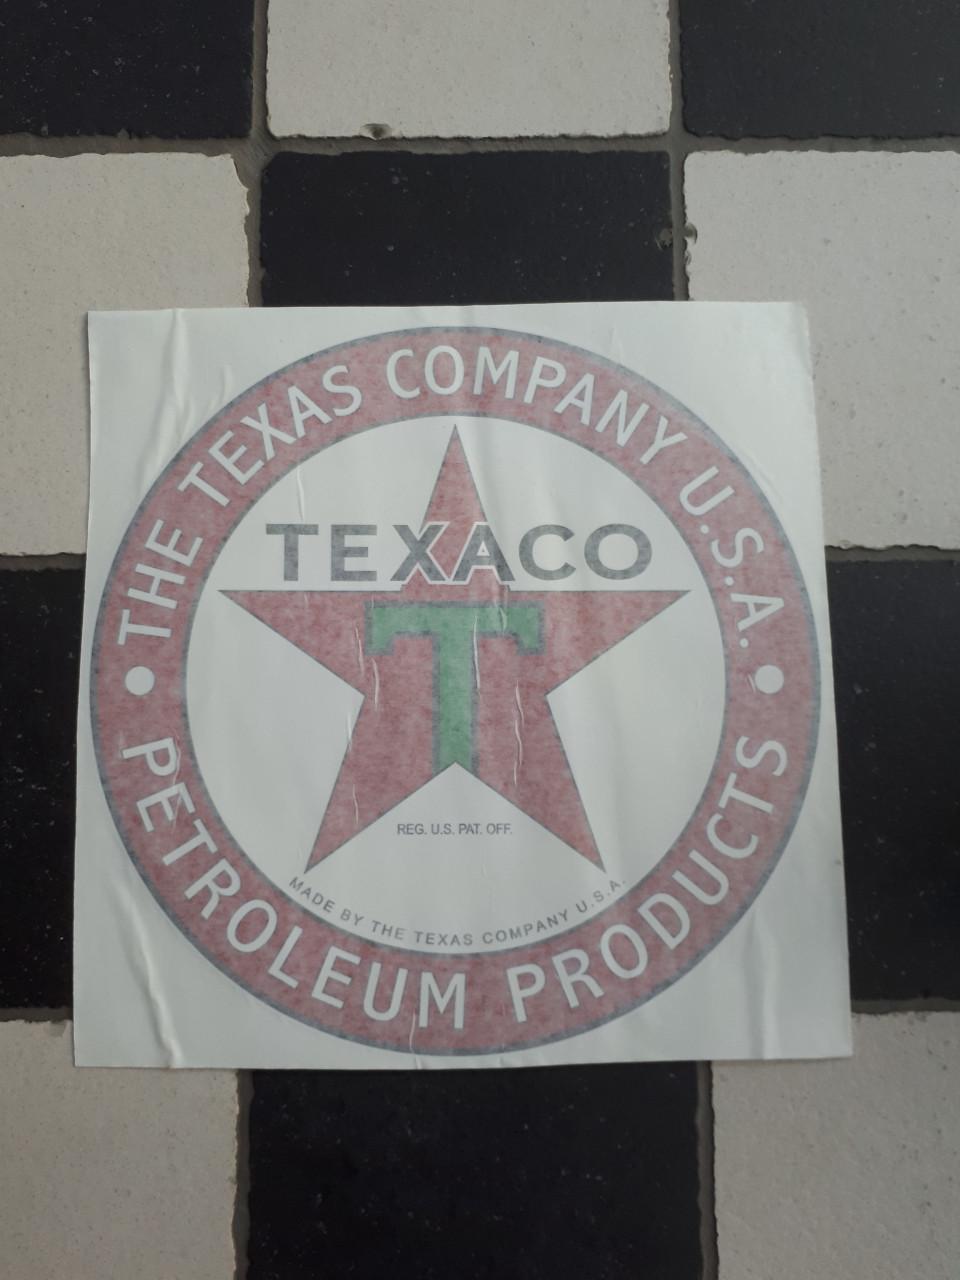 THE TEXAS COMPANY U.S.A.
TEXACO
T
REG. U.S. PAT. OFF.
MADE BY THE TEXAS COMPANY U.S.A.
PETROLEUM PRODUCTS